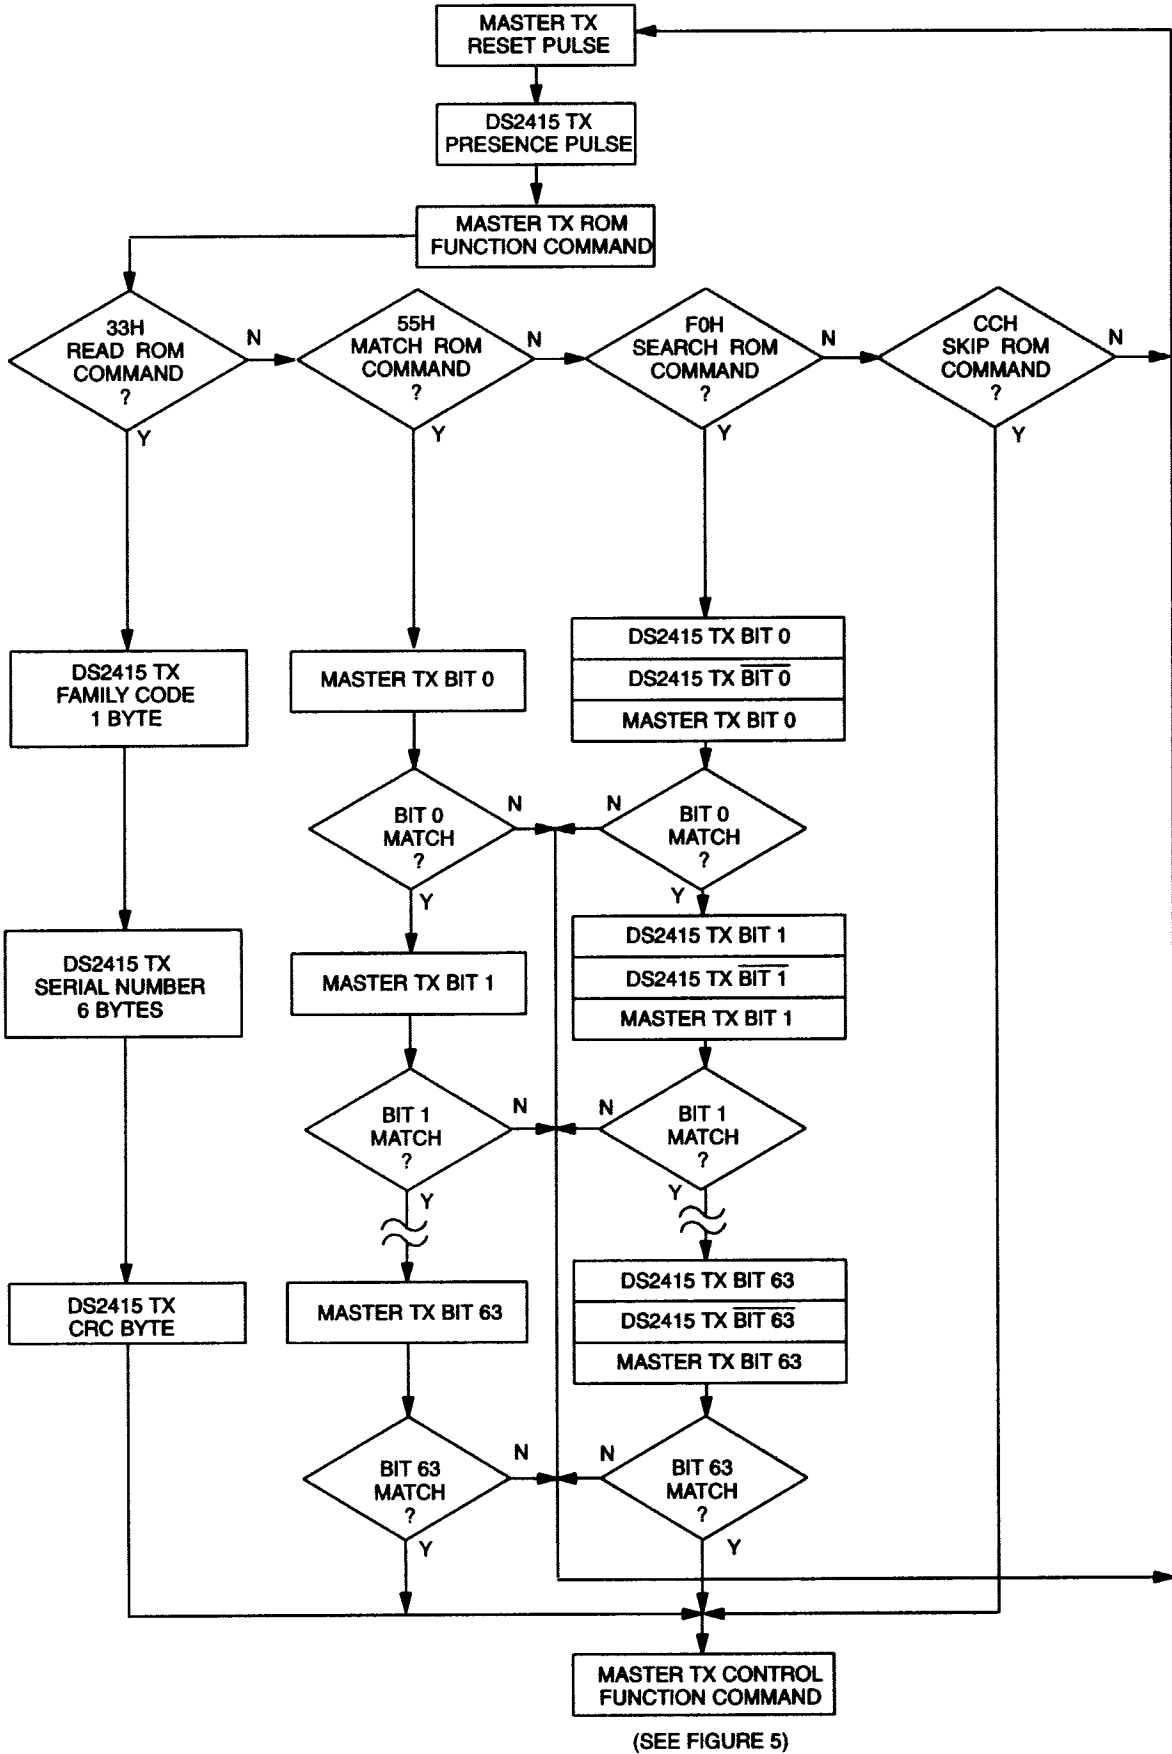 MASTER TX
RESET PULSE
DS2415 TX
PRESENCE PULSE
MASTER TX ROM
FUNCTION COMMAND
33H
READ ROM
COMMAND
?
N
Y
55H
MATCH ROM
COMMAND
?
N
Y
F0H
SEARCH ROM
COMMAND
?
N
Y
CCH
SKIP ROM
COMMAND
?
N
Y
DS2415 TX
FAMILY CODE
1 BYTE
DS2415 TX
SERIAL NUMBER
6 BYTES
DS2415 TX
CRC BYTE
MASTER TX BIT 0
BIT 0
MATCH
?
N
Y
MASTER TX BIT 1
BIT 1
MATCH
?
N
Y
MASTER TX BIT 63
BIT 63
MATCH
?
N
Y
DS2415 TX BIT 0
DS2415 TX B̅I̅T̅ ̅0̅
MASTER TX BIT 0
BIT 0
MATCH
?
N
Y
DS2415 TX BIT 1
DS2415 TX B̅I̅T̅ ̅1̅
MASTER TX BIT 1
BIT 1
MATCH
?
N
Y
DS2415 TX BIT 63
DS2415 TX B̅I̅T̅ ̅6̅3̅
MASTER TX BIT 63
BIT 63
MATCH
?
N
Y
MASTER TX CONTROL
FUNCTION COMMAND
(SEE FIGURE 5)